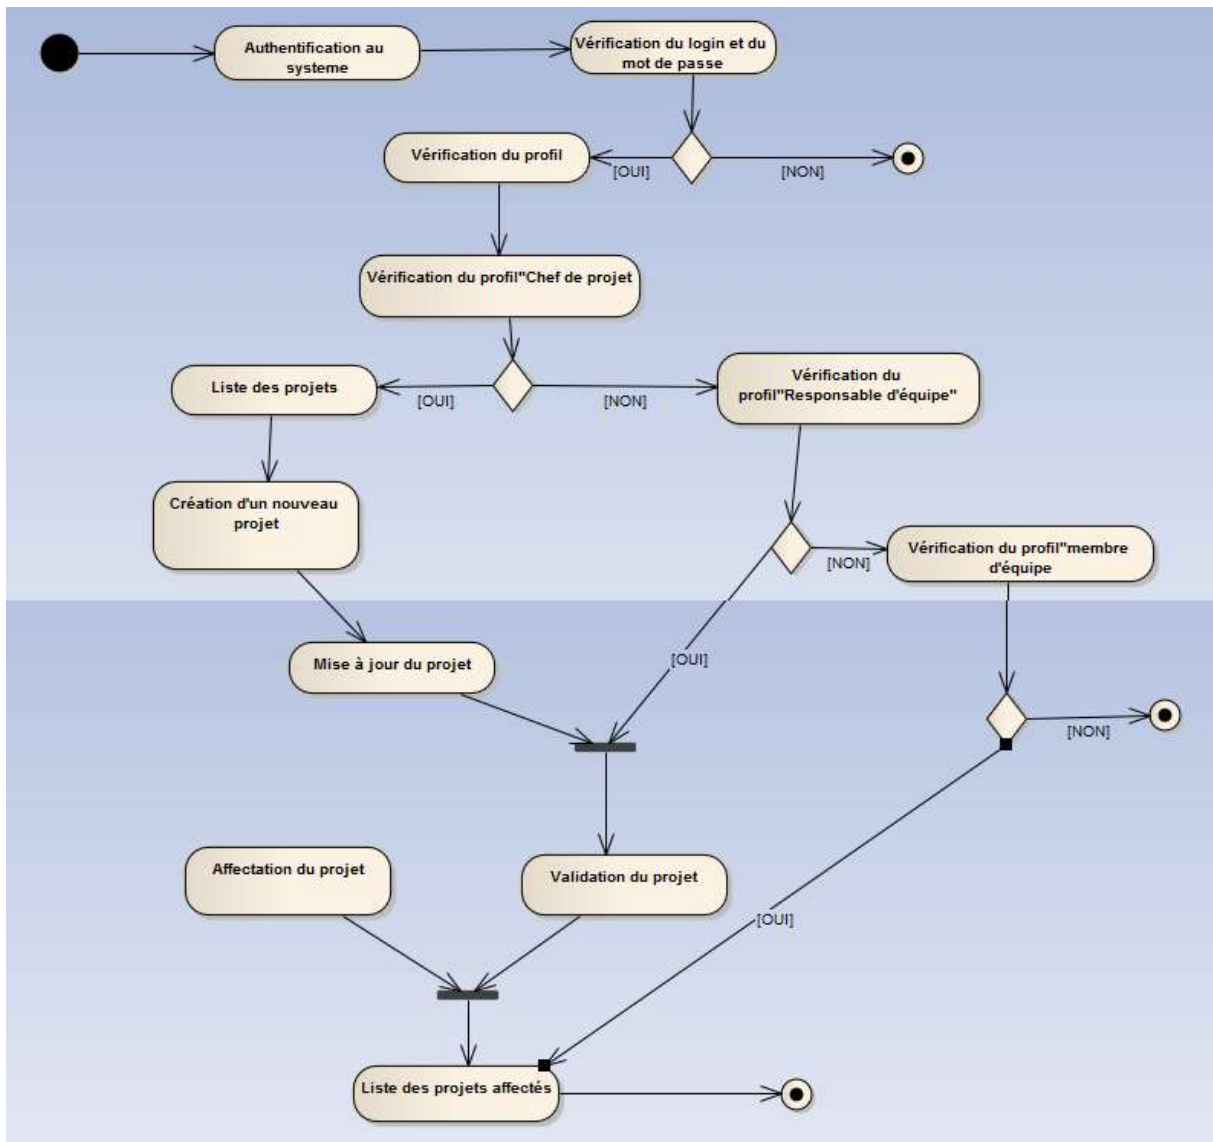 Authentification au
systeme
Vérification du login et du
mot de passe
Vérification du profil
[OUI]
[NON]
Vérification du profil"Chef de projet
Liste des projets
[OUI]
[NON]
Vérification du
profil"Responsable d'équipe"
Création d'un nouveau
projet
[NON]
Vérification du profil"membre
d'équipe
Mise à jour du projet
[OUI]
[NON]
Affectation du projet
Validation du projet
[OUI]
Liste des projets affectés